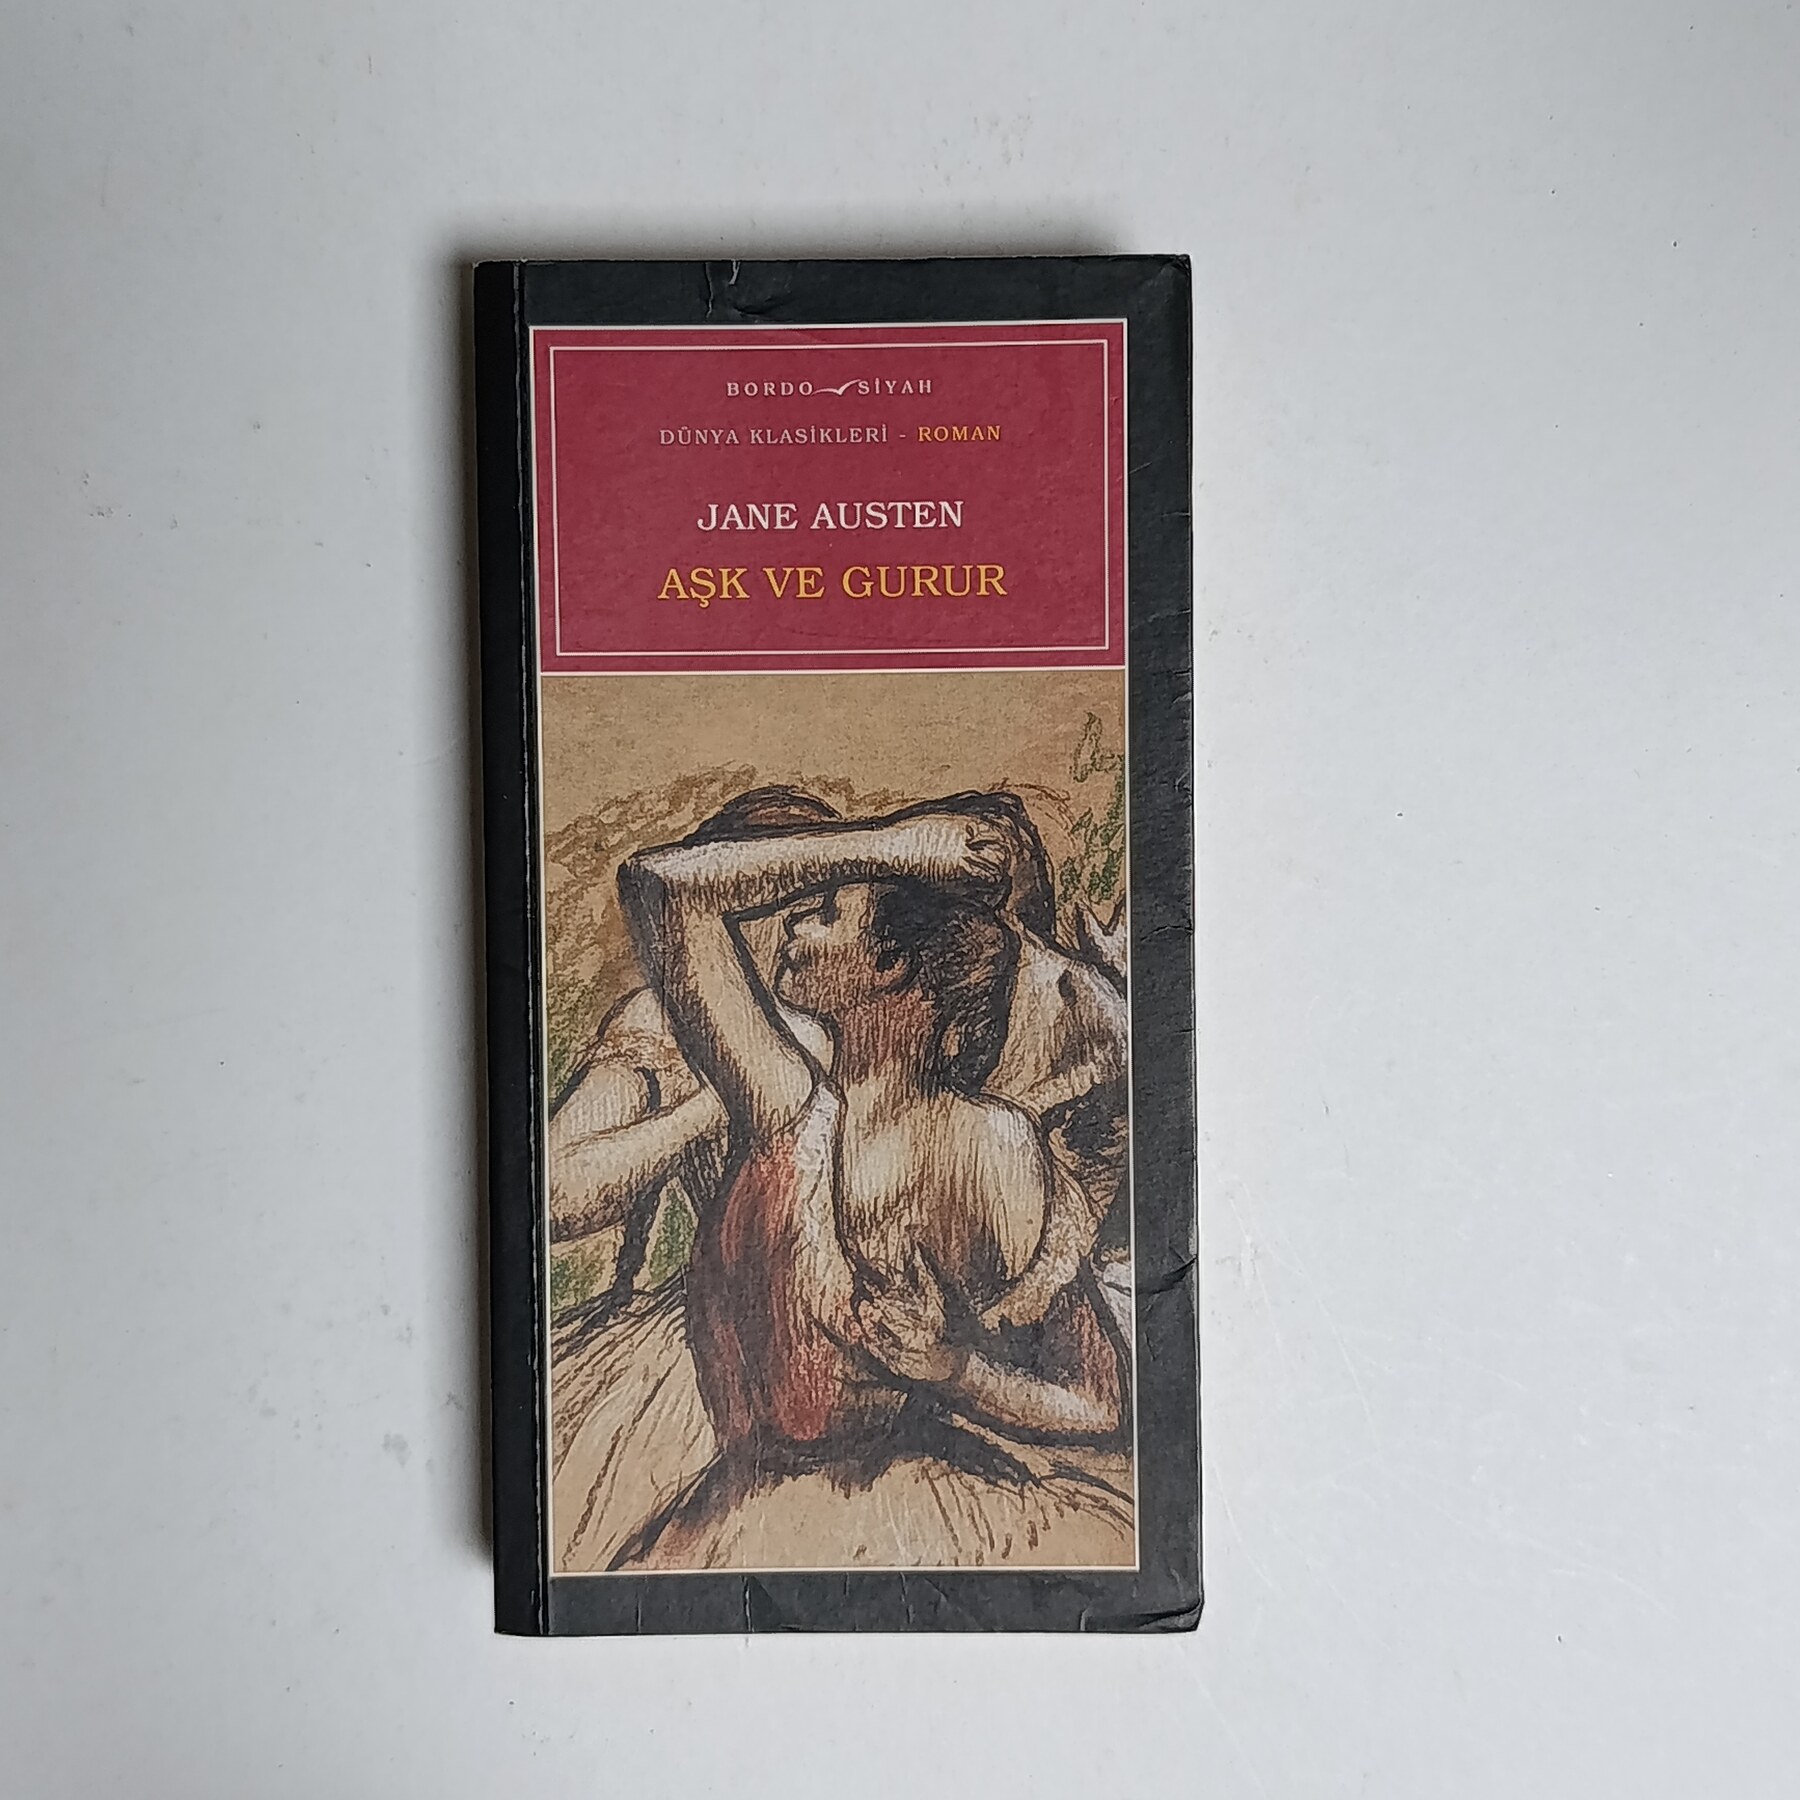 BORDO SİYAH
DÜNYA KLASİKLERİ - ROMAN
JANE AUSTEN
AŞK VE GURUR